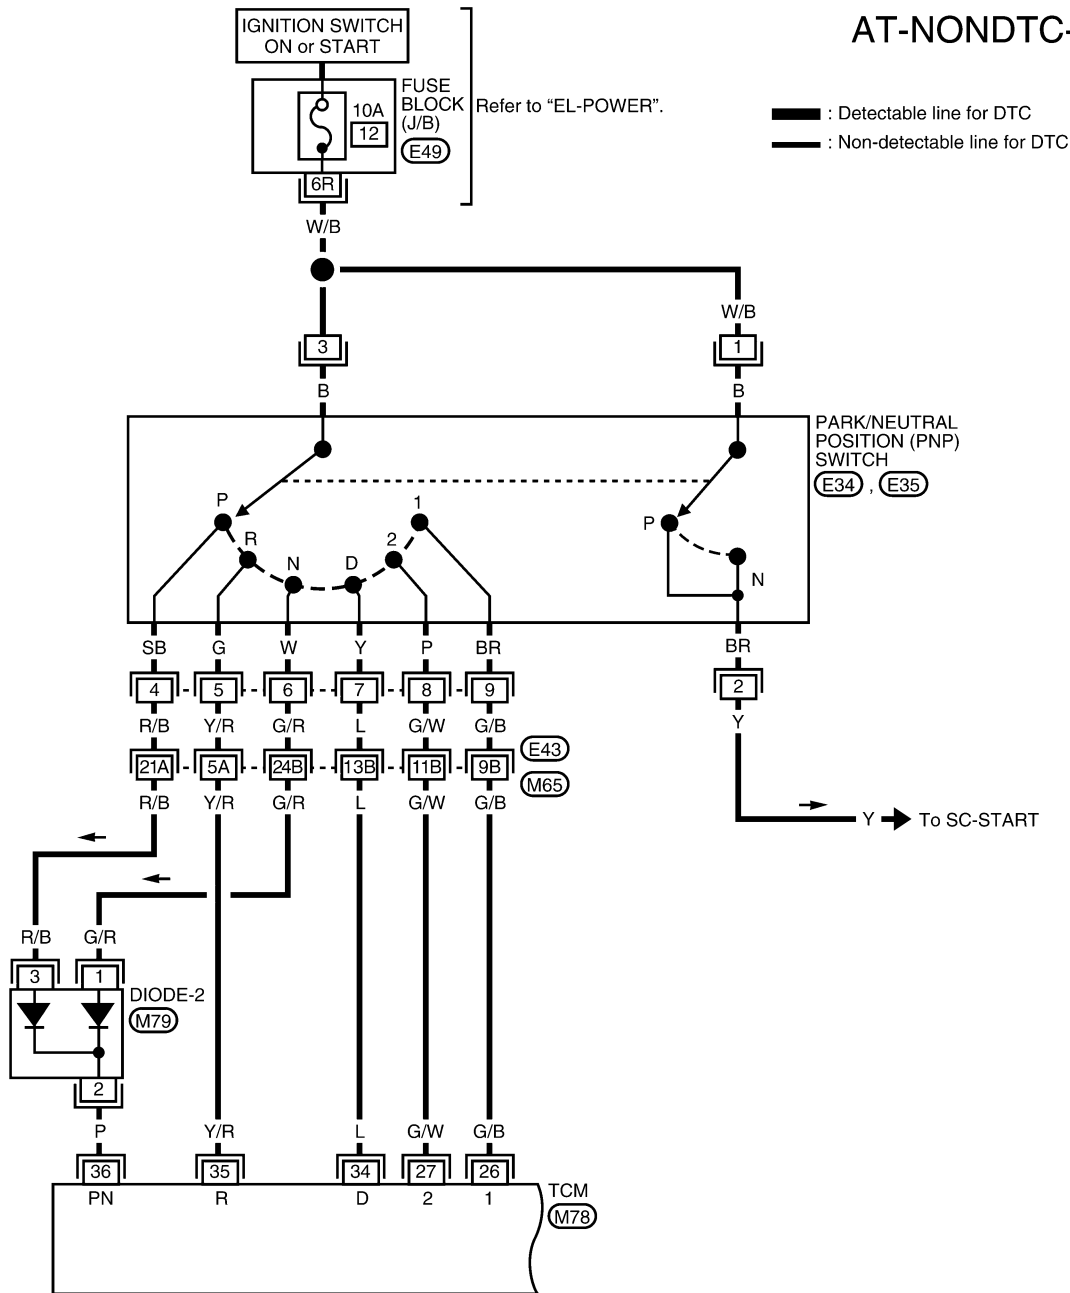 AT-NONDTC-
IGNITION SWITCH
ON or START
FUSE
BLOCK
(J/B)
E49
10A
12
Refer to “EL-POWER”.
: Detectable line for DTC
: Non-detectable line for DTC
6R
W/B
W/B
3
1
B
B
PARK/NEUTRAL
POSITION (PNP)
SWITCH
E34 , E35
P
R
N
D
2
1
P
N
SB
G
W
Y
P
BR
BR
4
5
6
7
8
9
2
R/B
Y/R
G/R
L
G/W
G/B
Y
E43
21A
5A
24B
13B
11B
9B
M65
R/B
Y/R
G/R
L
G/W
G/B
Y
To SC-START
R/B
G/R
3
1
DIODE-2
M79
2
P
Y/R
L
G/W
G/B
36
35
34
27
26
PN
R
D
2
1
TCM
M78